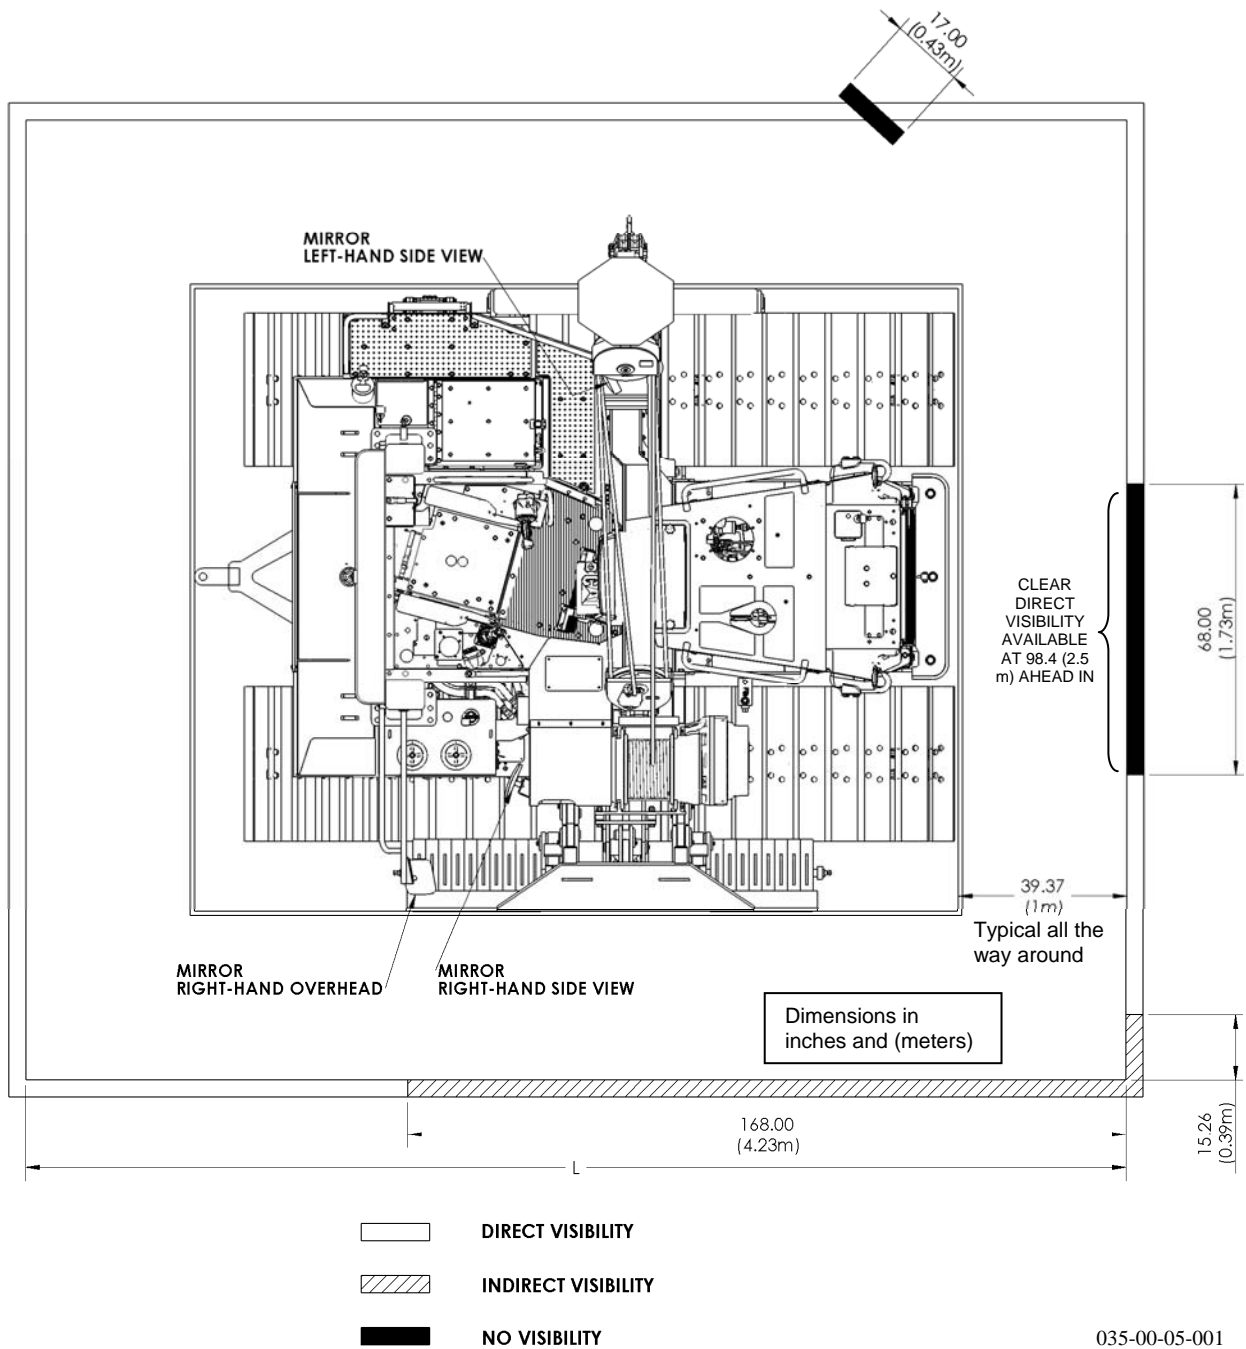 17.00
(0.43m)
MIRROR
LEFT-HAND SIDE VIEW
CLEAR
DIRECT
VISIBILITY
AVAILABLE
AT 98.4 (2.5
m) AHEAD IN
68.00
(1.73m)
39.37
(1m)
Typical all the
way around
MIRROR
RIGHT-HAND OVERHEAD
MIRROR
RIGHT-HAND SIDE VIEW
Dimensions in
inches and (meters)
168.00
(4.23m)
15.26
(0.39m)
L
DIRECT VISIBILITY
INDIRECT VISIBILITY
NO VISIBILITY
035-00-05-001